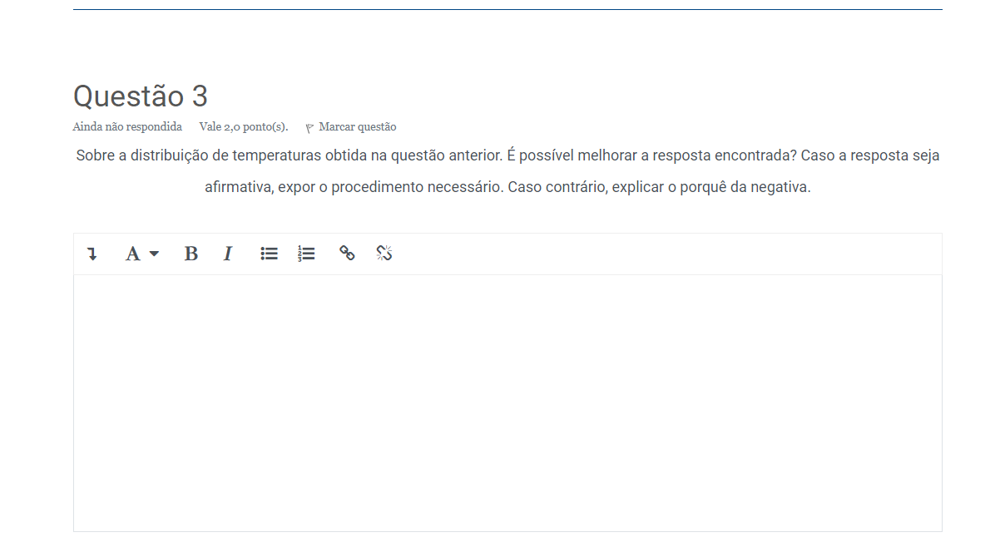 Questão 3
Ainda não respondida Vale 2,0 ponto(s). Marcar questão
Sobre a distribuição de temperaturas obtida na questão anterior. É possível melhorar a resposta encontrada? Caso a resposta seja
afirmativa, expor o procedimento necessário. Caso contrário, explicar o porquê da negativa.
A B I